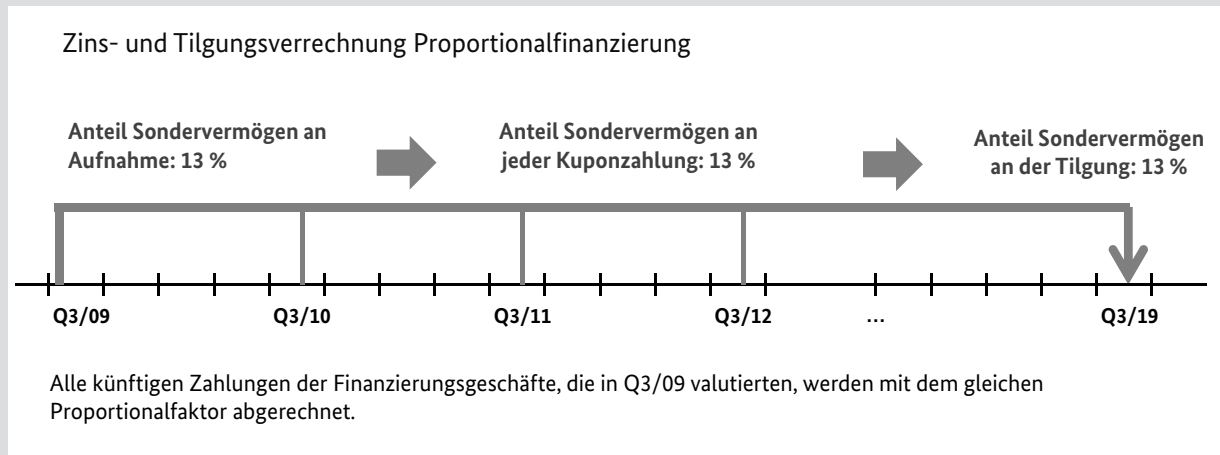 Zins- und Tilgungsverrechnung Proportionalfinanzierung
Anteil Sondervermögen an
Aufnahme: 13 %
Anteil Sondervermögen an
jeder Kuponzahlung: 13 %
Anteil Sondervermögen
an der Tilgung: 13 %
Q3/09
Q3/10
Q3/11
Q3/12
...
Q3/19
Alle künftigen Zahlungen der Finanzierungsgeschäfte, die in Q3/09 valutierten, werden mit dem gleichen
Proportionalfaktor abgerechnet.